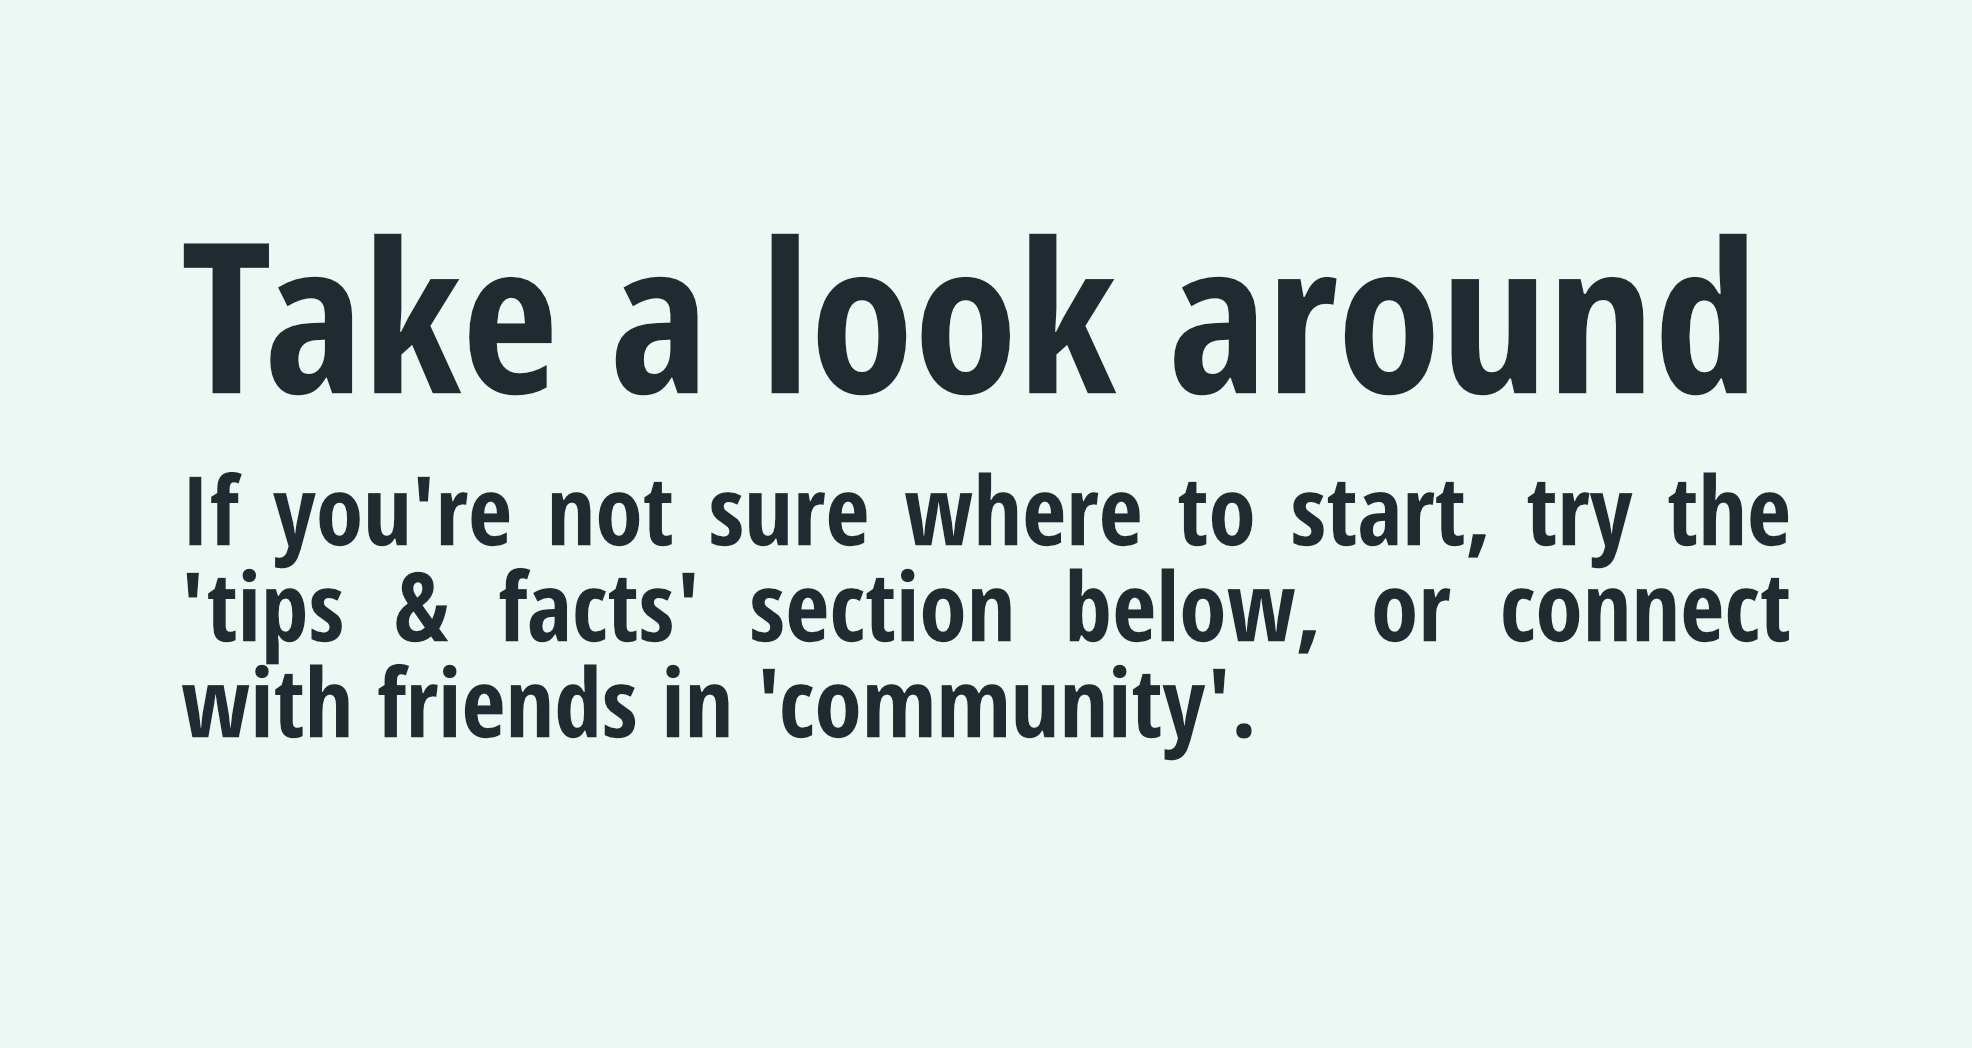 Take a look around
If you're not sure where to start, try the
'tips & facts' section below, or connect
with friends in 'community'.